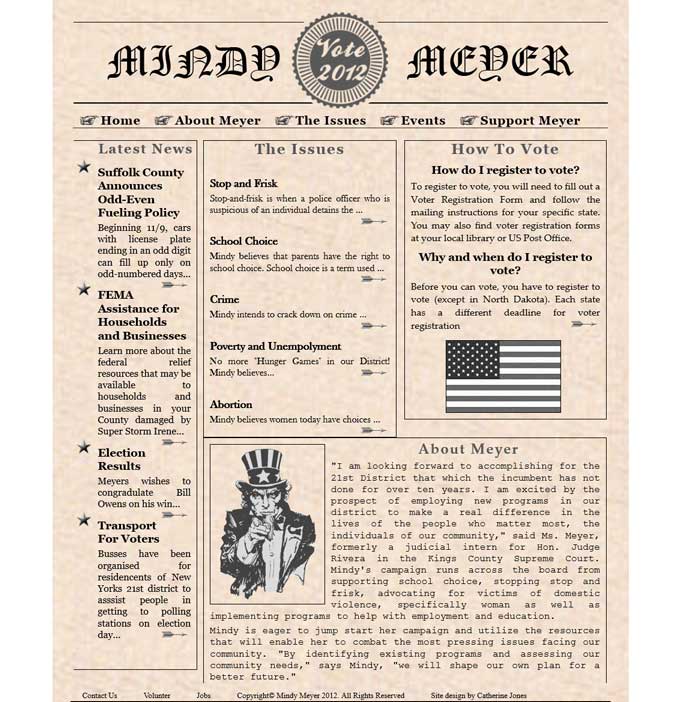 MINDY Vote 2012 MEYER
Home About Meyer The Issues Events Support Meyer
Latest News
Suffolk County
Announces
Odd-Even
Fueling Policy
Beginning 11/9, cars
with license plate
ending in an odd digit
can fill up only on
odd-numbered days...
FEMA
Assistance for
Households
and Businesses
Learn more about the
federal relief
resources that may be
available to
households and
businesses in your
County damaged by
Super Storm Irene...
Election
Results
Meyers wishes to
congradulate Bill
Owens on his win...
Transport
For Voters
Busses have been
organised for
residencents of New
Yorks 21st district to
asssist people in
getting to polling
stations on election
day...
The Issues
Stop and Frisk
Stop-and-frisk is when a police officer who is
suspicious of an individual detains the ...
School Choice
Mindy believes that parents have the right to
school choice. School choice is a term used ...
Crime
Mindy intends to crack down on crime ...
Poverty and Unempolyment
No more "Hunger Games" in our District!
Mindy believes...
Abortion
Mindy believes women today have choices ...
How To Vote
How do I register to vote?
To register to vote, you will need to fill out a
Voter Registration Form and follow the
mailing instructions for your specific state.
You may also find voter registration forms
at your local library or US Post Office.
Why and when do I register to
vote?
Before you can vote, you have to register to
vote (except in North Dakota). Each state
has a different deadline for voter
registration
About Meyer
"I am looking forward to accomplishing for the
21st District that which the incumbent has not
done for over ten years. I am excited by the
prospect of employing new programs in our
district to make a real difference in the
lives of the people who matter most, the
individuals of our community," said Ms. Meyer,
formerly a judicial intern for Hon. Judge
Rivera in the Kings County Supreme Court.
Mindy's campaign runs across the board from
supporting school choice, stopping stop and
frisk, advocating for victims of domestic
violence, specifically woman as well as
implementing programs to help with employment and education.
Mindy is eager to jump start her campaign and utilize the resources
that will enable her to combat the most pressing issues facing our
community. "By identifying existing programs and assessing our
community needs," says Mindy, "we will shape our own plan for a
better future."
Contact Us Volunter Jobs Copyright© Mindy Meyer 2012. All Rights Reserved Site design by Catherine Jones